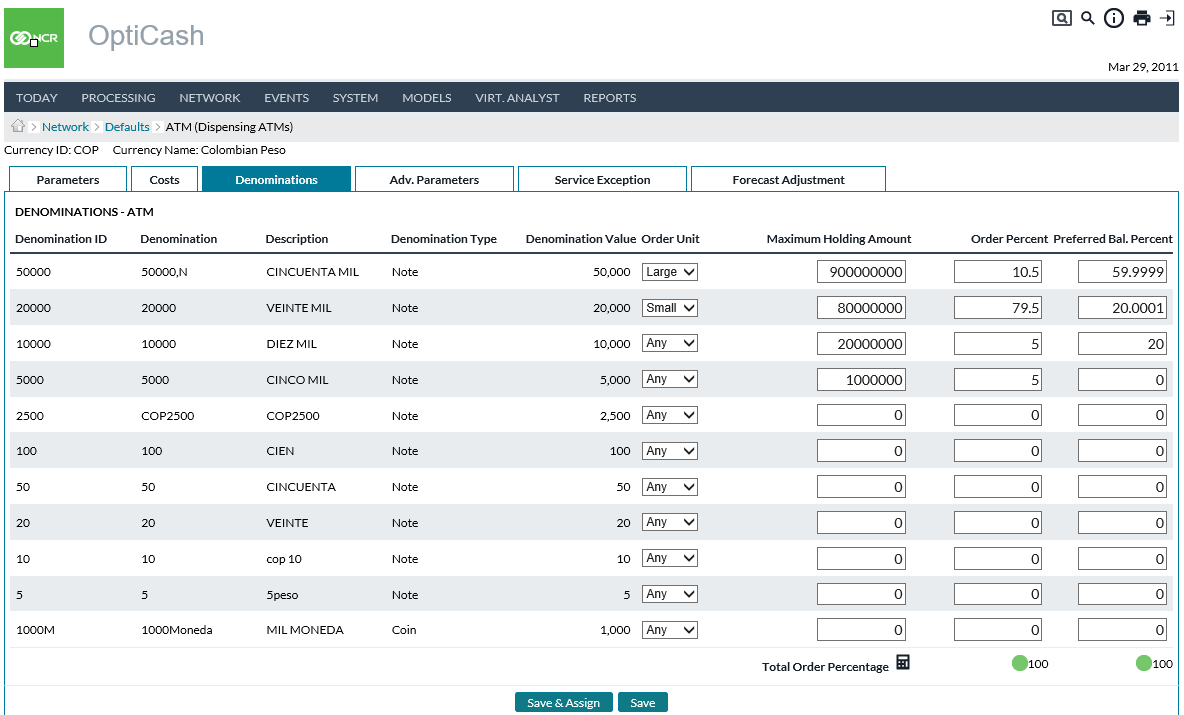 NCR
OptiCash
Mar 29, 2011
TODAY PROCESSING NETWORK EVENTS SYSTEM MODELS VIRT. ANALYST REPORTS
> Network > Defaults > ATM (Dispensing ATMs)
Currency ID: COP Currency Name: Colombian Peso
Parameters Costs Denominations Adv. Parameters Service Exception Forecast Adjustment
DENOMINATIONS - ATM
Denomination ID Denomination Description Denomination Type Denomination Value Order Unit Maximum Holding Amount Order Percent Preferred Bal. Percent
50000 50000,N CINCUENTA MIL Note 50,000 Large 900000000 10.5 59.9999
20000 20000 VEINTE MIL Note 20,000 Small 80000000 79.5 20.0001
10000 10000 DIEZ MIL Note 10,000 Any 20000000 5 20
5000 5000 CINCO MIL Note 5,000 Any 1000000 5 0
2500 COP2500 COP2500 Note 2,500 Any 0 0 0
100 100 CIEN Note 100 Any 0 0 0
50 50 CINCUENTA Note 50 Any 0 0 0
20 20 VEINTE Note 20 Any 0 0 0
10 10 cop 10 Note 10 Any 0 0 0
5 5 5peso Note 5 Any 0 0 0
1000M 1000Moneda MIL MONEDA Coin 1,000 Any 0 0 0
Total Order Percentage 100 100
Save & Assign Save